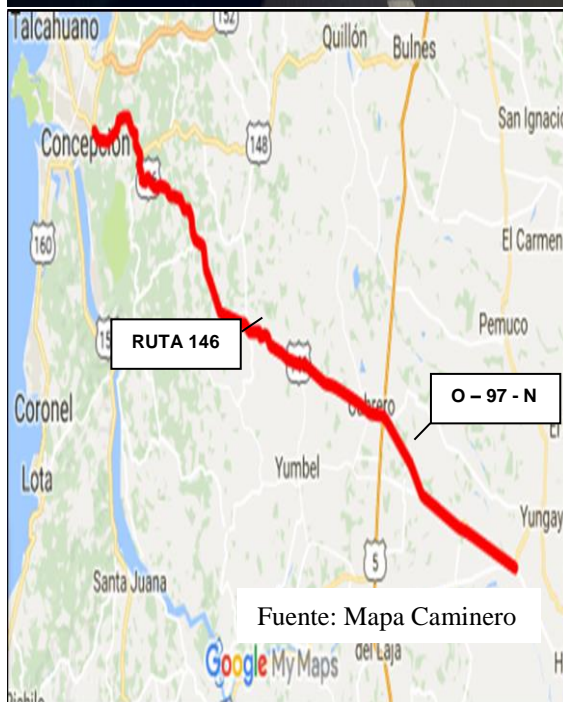 152
Talcahuano
Quillón
Bulnes
San Ignacio
Concepción
148
160
El Carmen
Pemuco
RUTA 146
O – 97 - N
Coronel
Lota
Yumbel
Yungay
5
Santa Juana
Fuente: Mapa Caminero
Google My Maps
del Laja
H